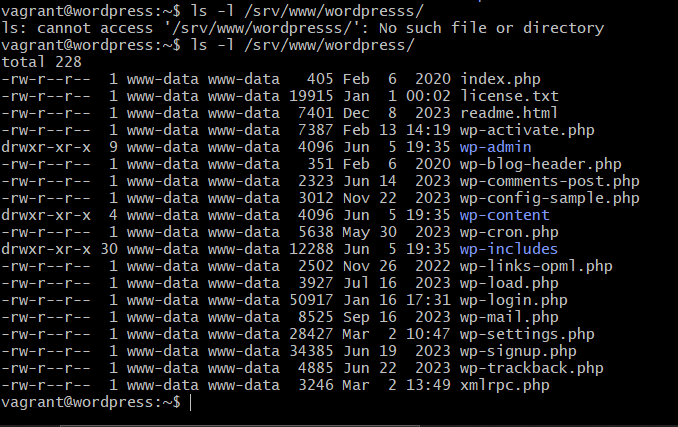 vagrant@wordpress:~$ ls -l /srv/www/wordpresss/
ls: cannot access '/srv/www/wordpresss/': No such file or directory
vagrant@wordpress:~$ ls -l /srv/www/wordpress/
total 228
-rw-r--r--  1 www-data www-data   405 Feb  6  2020 index.php
-rw-r--r--  1 www-data www-data 19915 Jan  1 00:02 license.txt
-rw-r--r--  1 www-data www-data  7401 Dec  8  2023 readme.html
-rw-r--r--  1 www-data www-data  7387 Feb 13 14:19 wp-activate.php
drwxr-xr-x  9 www-data www-data  4096 Jun  5 19:35 wp-admin
-rw-r--r--  1 www-data www-data   351 Feb  6  2020 wp-blog-header.php
-rw-r--r--  1 www-data www-data  2323 Jun 14  2023 wp-comments-post.php
-rw-r--r--  1 www-data www-data  3012 Nov 22  2023 wp-config-sample.php
drwxr-xr-x  4 www-data www-data  4096 Jun  5 19:35 wp-content
-rw-r--r--  1 www-data www-data  5638 May 30  2023 wp-cron.php
drwxr-xr-x 30 www-data www-data 12288 Jun  5 19:35 wp-includes
-rw-r--r--  1 www-data www-data  2502 Nov 26  2022 wp-links-opml.php
-rw-r--r--  1 www-data www-data  3927 Jul 16  2023 wp-load.php
-rw-r--r--  1 www-data www-data 50917 Jan 16 17:31 wp-login.php
-rw-r--r--  1 www-data www-data  8525 Sep 16  2023 wp-mail.php
-rw-r--r--  1 www-data www-data 28427 Mar  2 10:47 wp-settings.php
-rw-r--r--  1 www-data www-data 34385 Jun 19  2023 wp-signup.php
-rw-r--r--  1 www-data www-data  4885 Jun 22  2023 wp-trackback.php
-rw-r--r--  1 www-data www-data  3246 Mar  2 13:49 xmlrpc.php
vagrant@wordpress:~$